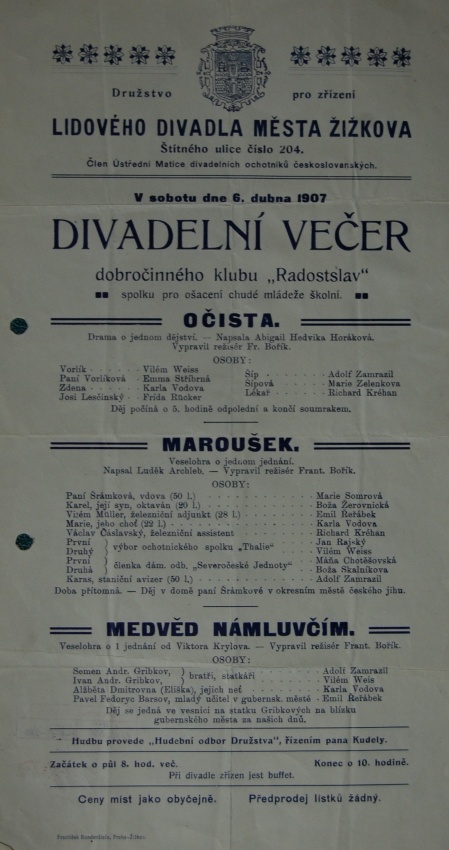 Družstvo pro zřízení
LIDOVÉHO DIVADLA MĚSTA ŽIŽKOVA
Štítného ulice číslo 204.
Člen Ústřední Matice divadelních ochotníků českoslovanských.
V sobotu dne 6. dubna 1907
DIVADELNÍ VEČER
dobročinného klubu „Radostslav“
spolku pro ošacení chudé mládeže školní.
OČISTA.
Drama o jednom dějství. — Napsala Abigail Hedvika Horáková.
Vypravil režisér Fr. Bořík.
OSOBY:
Vorlík Vilém Weiss
Paní Vorlíková Emma Stříbrná
Zdena Karla Vodova
Josi Lesčinský Frída Rücker
Šíp Adolf Zamrazil
Šípová Marie Zelenkova
Lékař Richard Kréhan
Děj počíná o 5. hodině odpolední a končí soumrakem.
MAROUŠEK.
Veselohra o jednom jednání.
Napsal Luděk Archleb. — Vypravil režisér Frant. Bořík.
OSOBY:
Paní Šrámková, vdova (50 l.) Marie Somrová
Karel, její syn, oktaván (20 l.) Boža Žerovnická
Vilém Müller, železniční adjunkt (28 l.) Emil Reřábek
Marie, jeho choť (22 l.) Karla Vodova
Václav Čáslavský, železniční assistent Richard Kréhan
První } výbor ochotnického spolku „Thalie“ Jan Rajský
Druhý Vilém Weiss
První } členka dám. odb. „Severočeské Jednoty“ Máňa Chotěšovská
Druhá Boža Skalníkova
Karas, staniční avizer (50 l.) Adolf Zamrazil
Doba přítomná. — Děj v domě paní Šrámkové v okresním městě českého jihu.
MEDVĚD NÁMLUVČÍM.
Veselohra o 1 jednání od Viktora Krylova. — Vypravil režisér Frant. Bořík.
OSOBY:
Semen Andr. Gribkov, } bratři, statkáři Adolf Zamrazil
Ivan Andr. Gribkov, Vilém Weis
Alžběta Dmitrovna (Eliška), jejich neť Karla Vodova
Pavel Fedoryc Barsov, mladý učitel v gubernsk. městě Emil Reřábek
Děj se jedná ve vesnici na statku Gribkových na blízku
gubernského města za našich dnů.
Hudbu provede „Hudební odbor Družstva“, řízením pana Kudely.
Začátek o půl 8. hod. več. Konec o 10. hodině.
Při divadle zřízen jest buffet.
Ceny míst jako obyčejně. Předprodej lístků žádný.